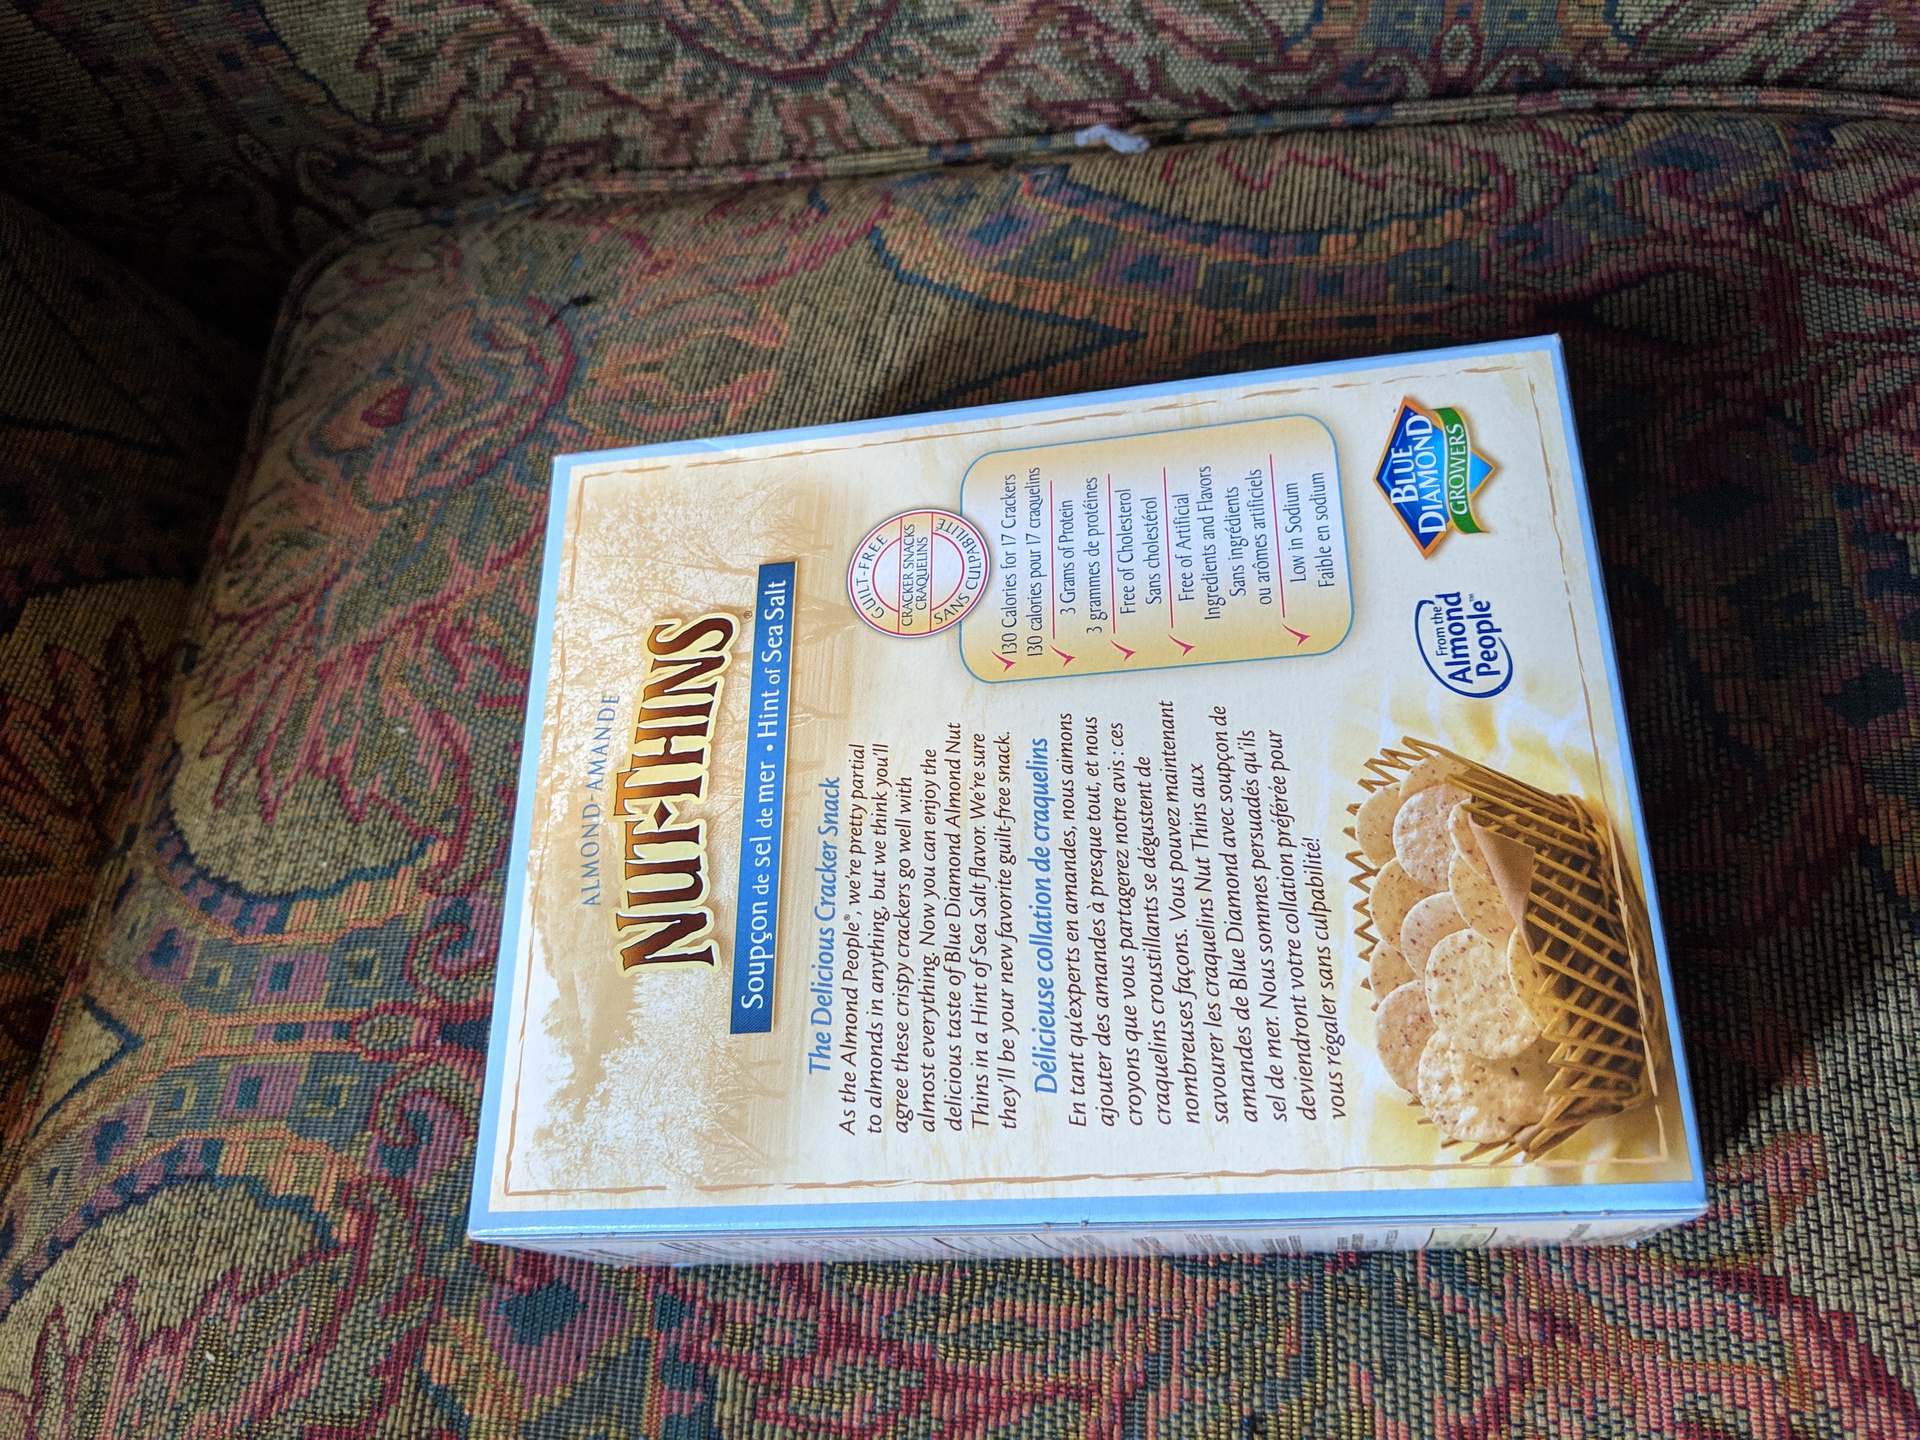 ALMOND-AMANDE
NUT-THINS®
Soupçon de sel de mer • Hint of Sea Salt
The Delicious Cracker Snack
As the Almond People®, we're pretty partial
to almonds in anything, but we think you'll
agree these crispy crackers go well with
almost everything. Now you can enjoy the
delicious taste of Blue Diamond Almond Nut
Thins in a Hint of Sea Salt flavor. We're sure
they'll be your new favorite guilt-free snack.
Délicieuse collation de craquelins
En tant qu'experts en amandes, nous aimons
ajouter des amandes à presque tout, et nous
croyons que vous partagerez notre avis : ces
craquelins croustillants se dégustent de
nombreuses façons. Vous pouvez maintenant
savourer les craquelins Nut Thins aux
amandes de Blue Diamond avec soupçon de
sel de mer. Nous sommes persuadés qu'ils
deviendront votre collation préférée pour
vous régaler sans culpabilité!
GUILT-FREE
CRACKER SNACKS
CRAQUELINS
SANS CULPABILITÉ
130 Calories for 17 Crackers
130 calories pour 17 craquelins
3 Grams of Protein
3 grammes de protéines
Free of Cholesterol
Sans cholestérol
Free of Artificial
Ingredients and Flavors
Sans ingrédients
ou arômes artificiels
Low in Sodium
Faible en sodium
From the
Almond
People™
BLUE
DIAMOND®
GROWERS